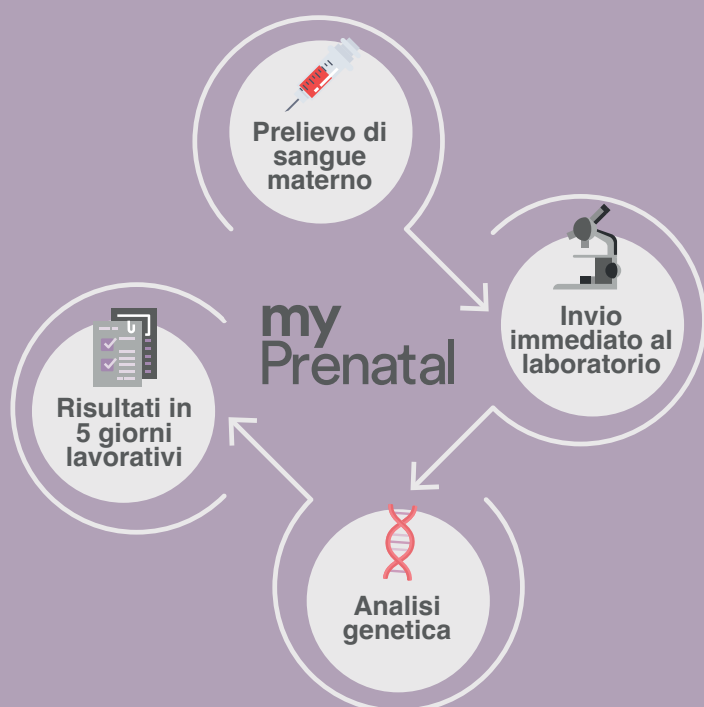 Prelievo di
sangue
materno
Invio
immediato al
laboratorio
my
Prenatal
Risultati in
5 giorni
lavorativi
Analisi
genetica